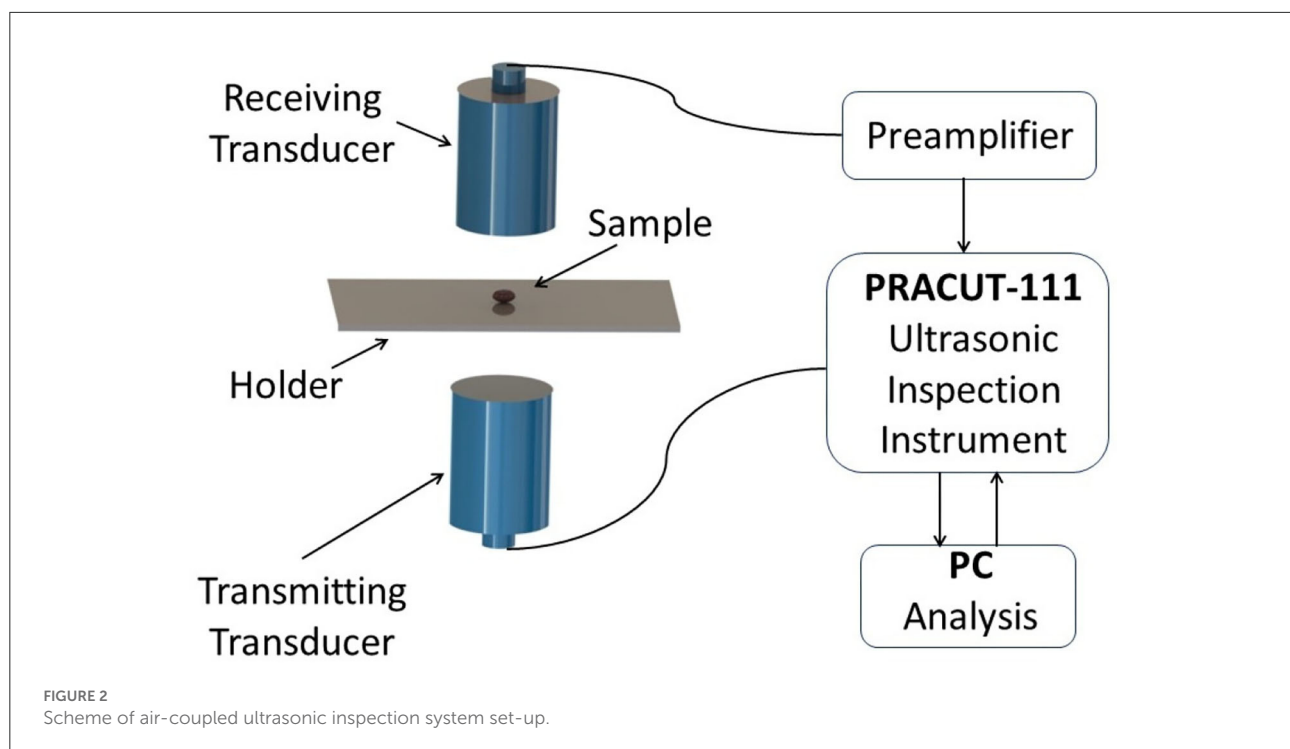 Receiving
Transducer
Preamplifier
Sample
PRACUT-111
Ultrasonic
Inspection
Instrument
Holder
Transmitting
Transducer
PC
Analysis
FIGURE 2
Scheme of air-coupled ultrasonic inspection system set-up.